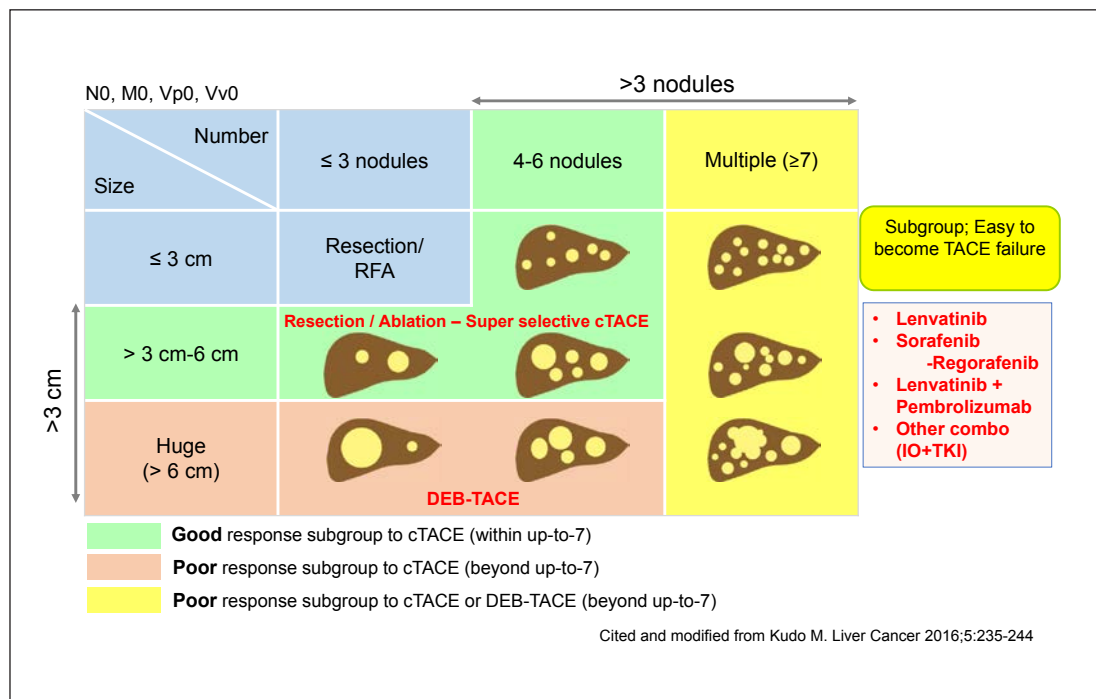 >3 nodules
N0, M0, Vp0, Vv0
Number
Size
≤ 3 nodules
4-6 nodules
Multiple (≥7)
≤ 3 cm
Resection/
RFA
Subgroup; Easy to
become TACE failure
>3 cm
> 3 cm-6 cm
Resection / Ablation – Super selective cTACE
• Lenvatinib
• Sorafenib
-Regorafenib
• Lenvatinib +
Pembrolizumab
• Other combo
(IO+TKI)
Huge
(> 6 cm)
DEB-TACE
Good response subgroup to cTACE (within up-to-7)
Poor response subgroup to cTACE (beyond up-to-7)
Poor response subgroup to cTACE or DEB-TACE (beyond up-to-7)
Cited and modified from Kudo M. Liver Cancer 2016;5:235-244